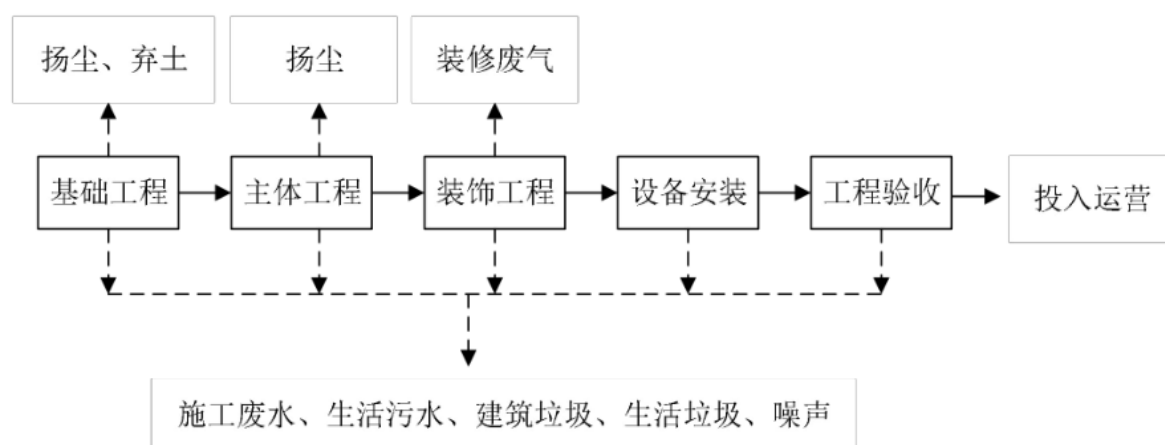 扬尘、弃土
扬尘
装修废气
基础工程
主体工程
装饰工程
设备安装
工程验收
投入运营
施工废水、生活污水、建筑垃圾、生活垃圾、噪声